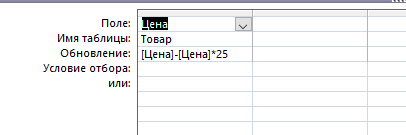 Поле: Цена
Имя таблицы: Товар
Обновление: [Цена]-[Цена]*25
Условие отбора:
или: